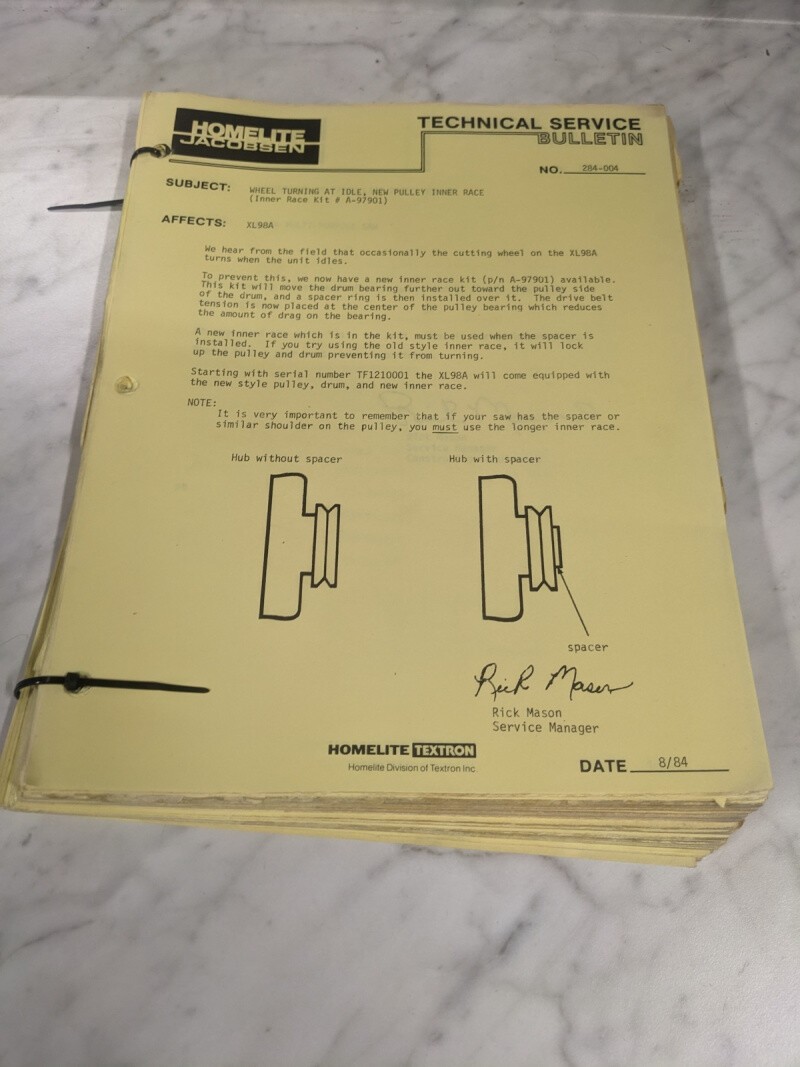 HOMELITE
JACOBSEN
TECHNICAL SERVICE
BULLETIN
NO. 284-004
SUBJECT: WHEEL TURNING AT IDLE, NEW PULLEY INNER RACE
(Inner Race Kit # A-97901)
AFFECTS: XL98A
We hear from the field that occasionally the cutting wheel on the XL98A
turns when the unit idles.
To prevent this, we now have a new inner race kit (p/n A-97901) available.
This kit will move the drum bearing further out toward the pulley side
of the drum, and a spacer ring is then installed over it. The drive belt
tension is now placed at the center of the pulley bearing which reduces
the amount of drag on the bearing.
A new inner race which is in the kit, must be used when the spacer is
installed. If you try using the old style inner race, it will lock
up the pulley and drum preventing it from turning.
Starting with serial number TF1210001 the XL98A will come equipped with
the new style pulley, drum, and new inner race.
NOTE:
It is very important to remember that if your saw has the spacer or
similar shoulder on the pulley, you must use the longer inner race.
Hub without spacer
Hub with spacer
spacer
Rick Mason
Rick Mason
Service Manager
HOMELITE TEXTRON
Homelite Division of Textron Inc.
DATE 8/84